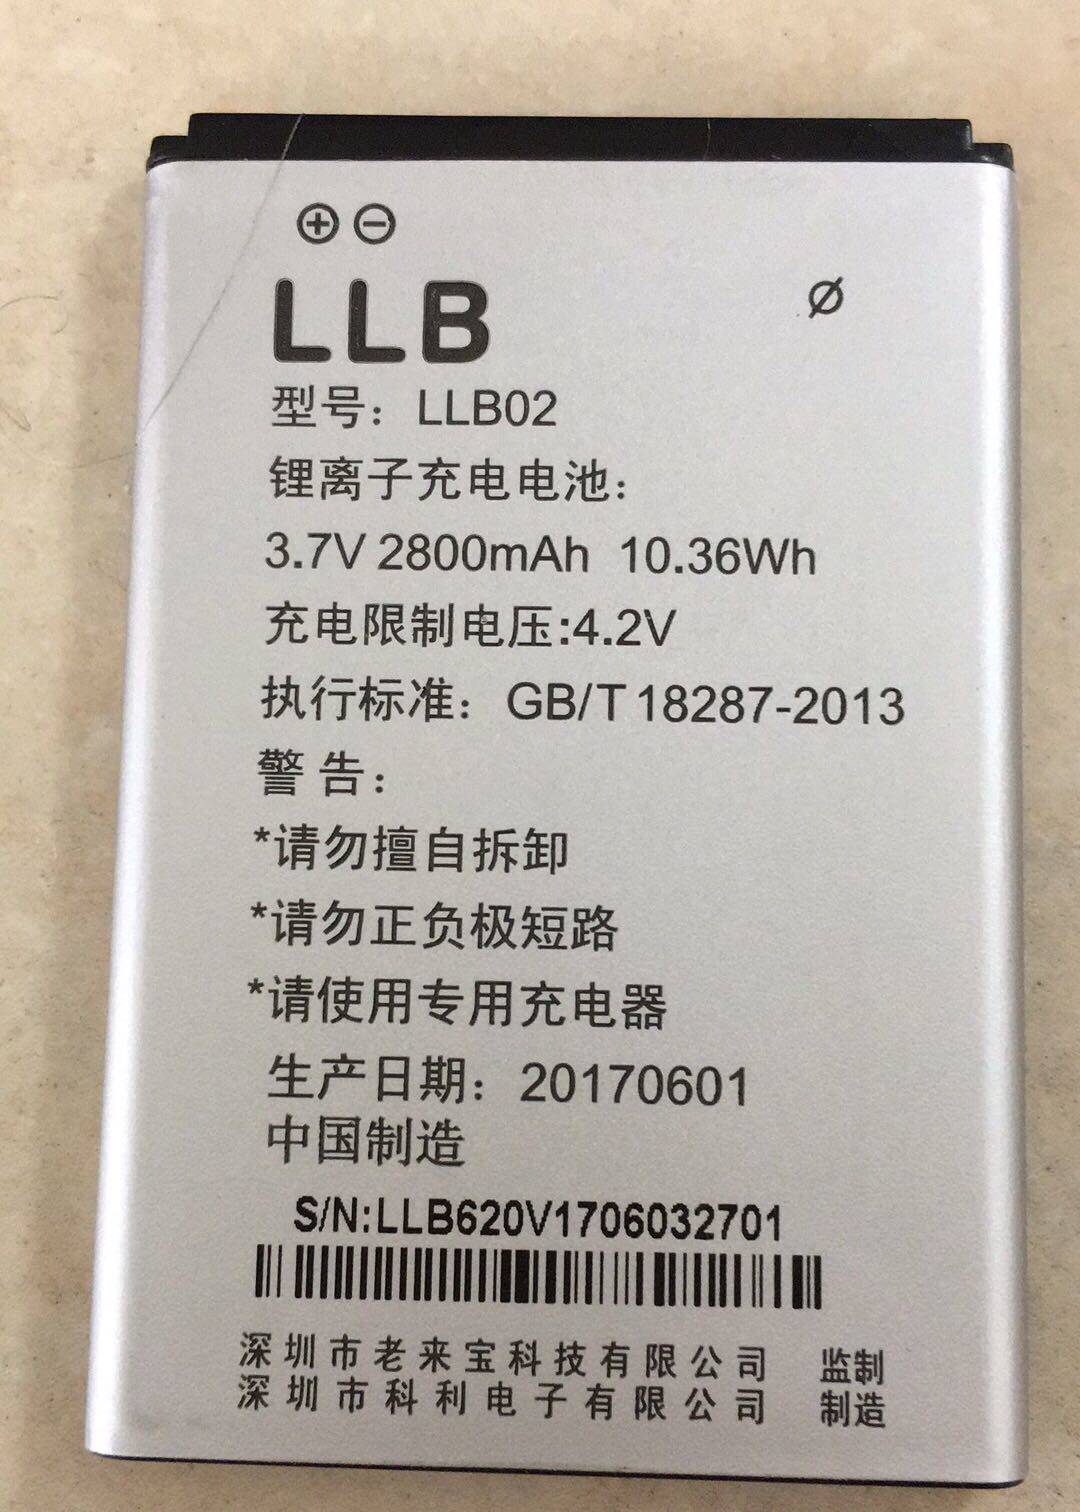 ⊕ ⊖
LLB
Ø
型号：LLB02
锂离子充电电池：
3.7V 2800mAh 10.36Wh
充电限制电压:4.2V
执行标准：GB/T 18287-2013
警告：
*请勿擅自拆卸
*请勿正负极短路
*请使用专用充电器
生产日期：20170601
中国制造
S/N:LLB620V1706032701
深圳市老来宝科技有限公司 监制
深圳市科利电子有限公司 制造